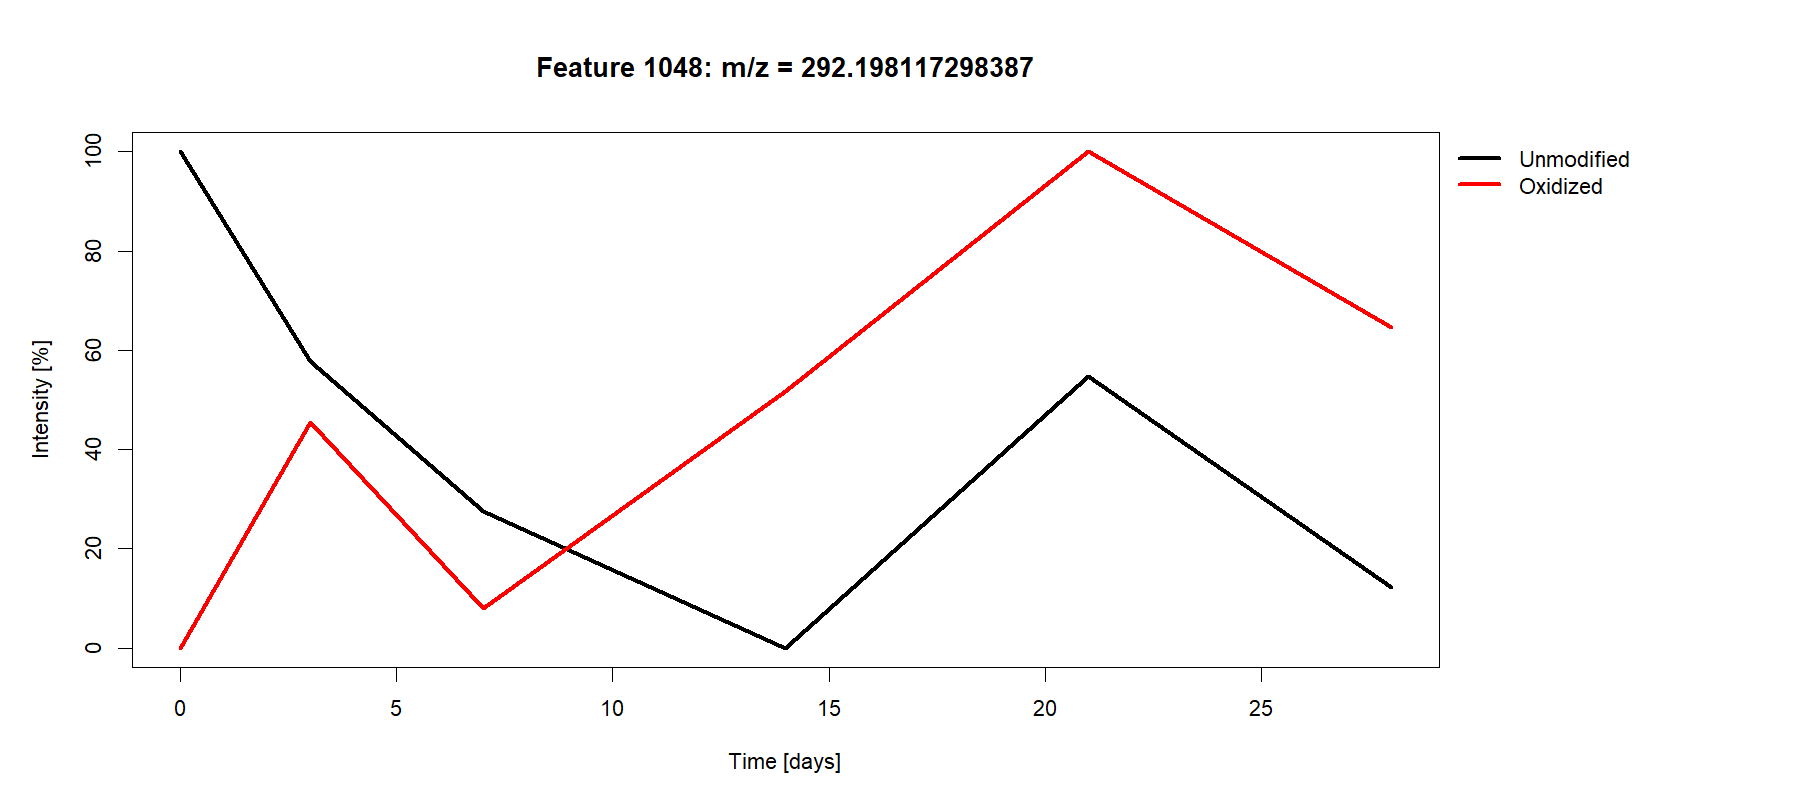 Feature 1048: m/z = 292.198117298387
Unmodified
Oxidized
Intensity [%]
100
80
60
40
20
0
0 5 10 15 20 25
Time [days]